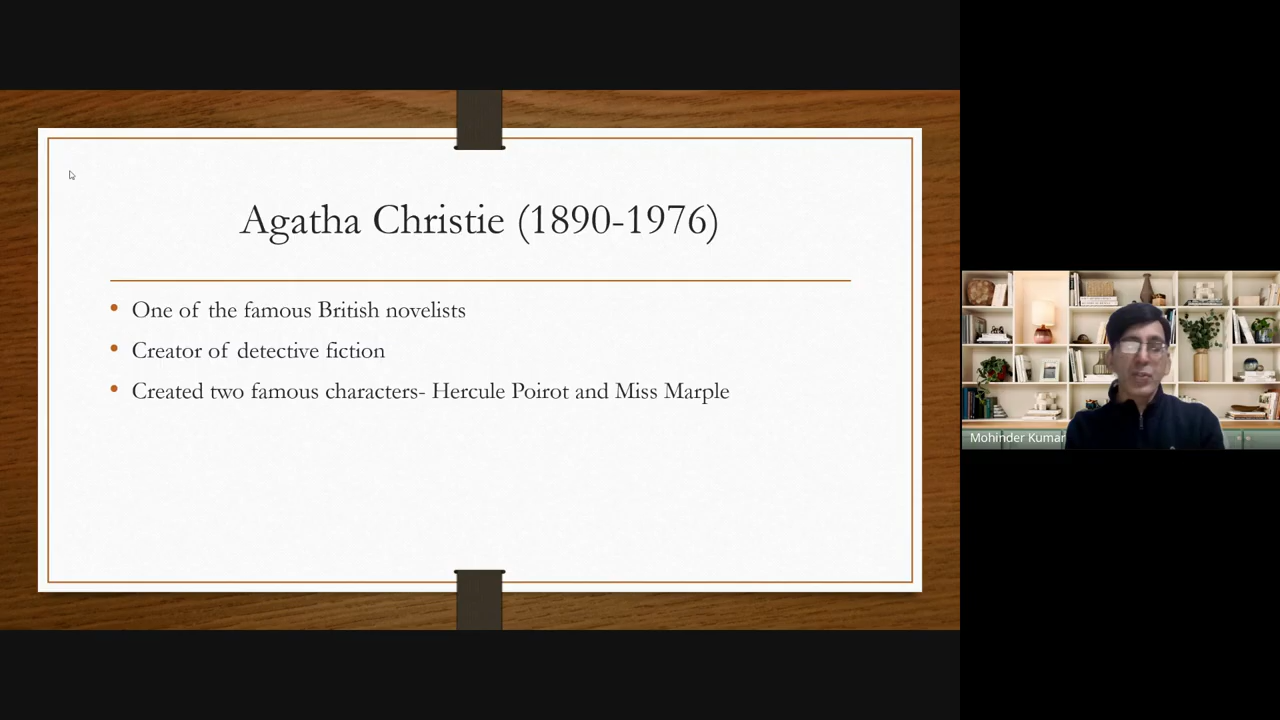 Agatha Christie (1890-1976)
One of the famous British novelists
Creator of detective fiction
Created two famous characters- Hercule Poirot and Miss Marple
Mohinder Kumar